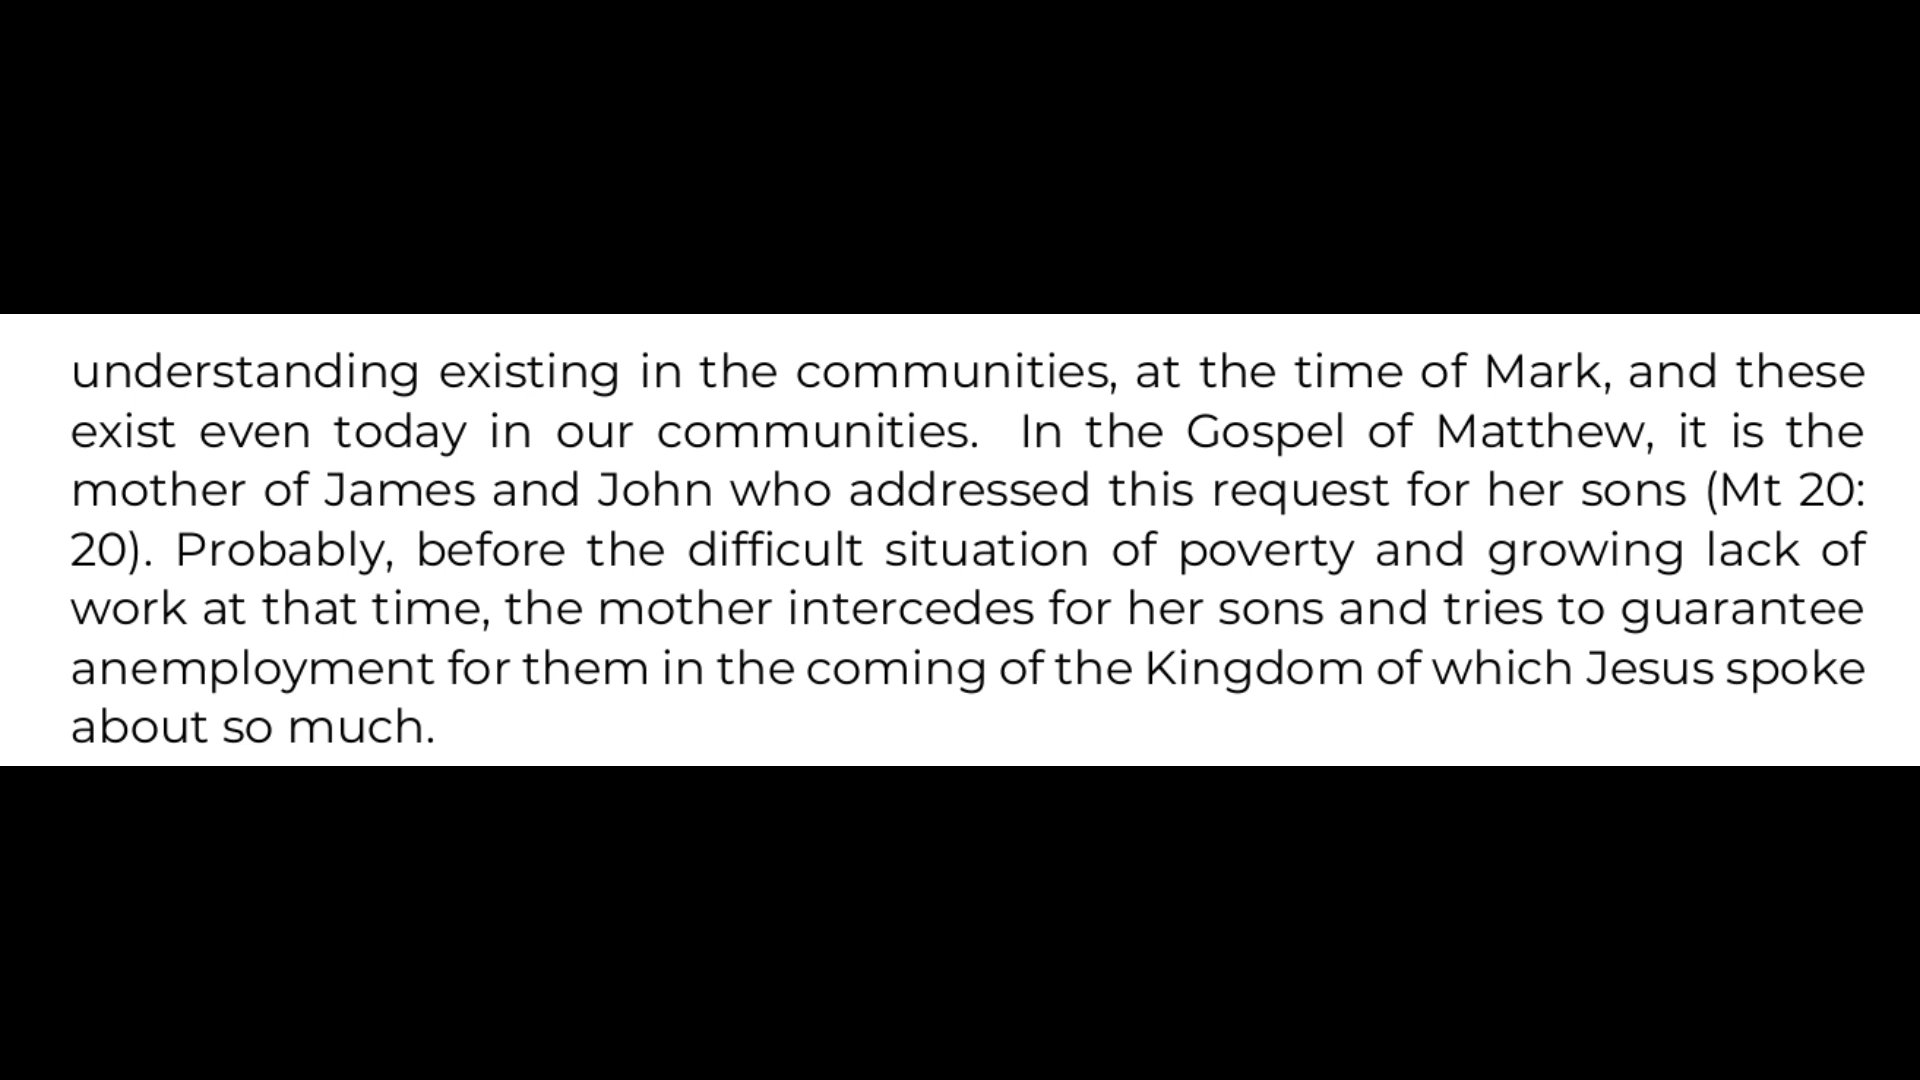 understanding existing in the communities, at the time of Mark, and these
exist even today in our communities.  In the Gospel of Matthew, it is the
mother of James and John who addressed this request for her sons (Mt 20:
20). Probably, before the difficult situation of poverty and growing lack of
work at that time, the mother intercedes for her sons and tries to guarantee
anemployment for them in the coming of the Kingdom of which Jesus spoke
about so much.